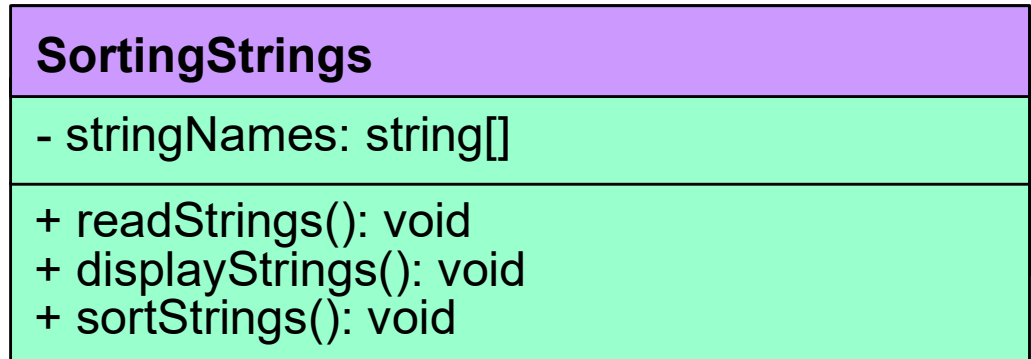 SortingStrings
- stringNames: string[]
+ readStrings(): void
+ displayStrings(): void
+ sortStrings(): void